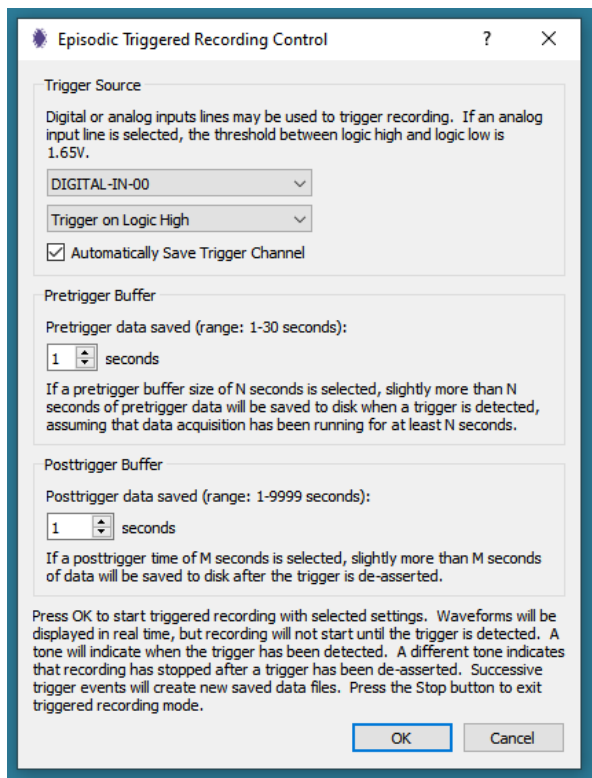 Episodic Triggered Recording Control
Trigger Source
Digital or analog inputs lines may be used to trigger recording.  If an analog
input line is selected, the threshold between logic high and logic low is
1.65V.
DIGITAL-IN-00
Trigger on Logic High
Automatically Save Trigger Channel
Pretrigger Buffer
Pretrigger data saved (range: 1-30 seconds):
1 seconds
If a pretrigger buffer size of N seconds is selected, slightly more than N
seconds of pretrigger data will be saved to disk when a trigger is detected,
assuming that data acquisition has been running for at least N seconds.
Posttrigger Buffer
Posttrigger data saved (range: 1-9999 seconds):
1 seconds
If a posttrigger time of M seconds is selected, slightly more than M seconds
of data will be saved to disk after the trigger is de-asserted.
Press OK to start triggered recording with selected settings.  Waveforms will be
displayed in real time, but recording will not start until the trigger is detected.  A
tone will indicate when the trigger has been detected.  A different tone indicates
that recording has stopped after a trigger has been de-asserted.  Successive
trigger events will create new saved data files.  Press the Stop button to exit
triggered recording mode.
OK Cancel